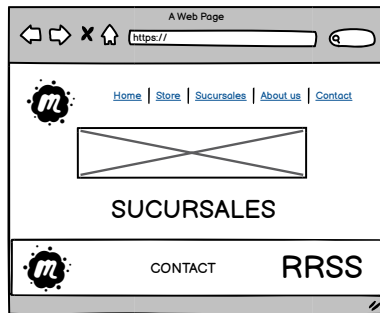 A Web Page
https://
m
Home | Store | Sucursales | About us | Contact
SUCURSALES
m
CONTACT
RRSS